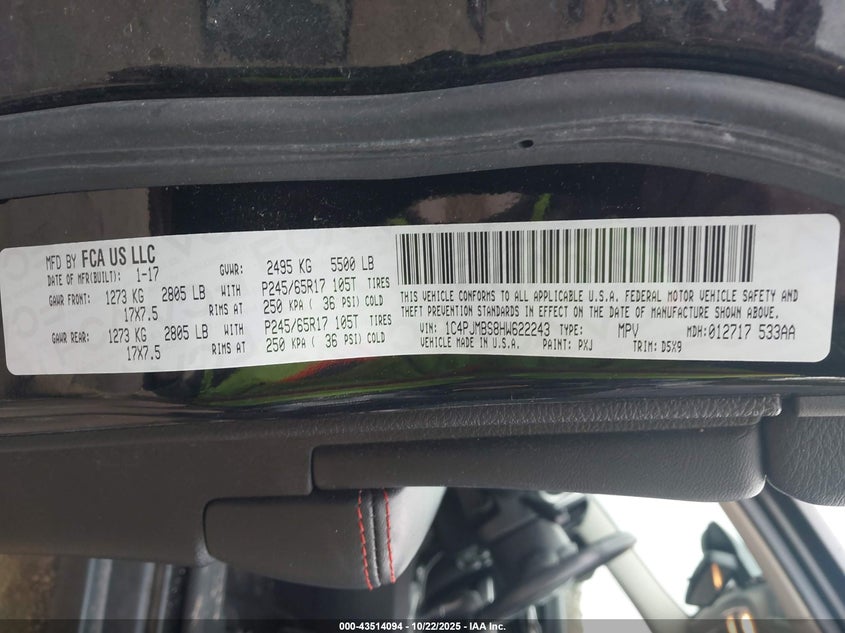 MFD BY FCA US LLC
DATE OF MFR(BUILT): 1-17 GVWR: 2495 KG 5500 LB
GAWR FRONT: 1273 KG 2805 LB WITH P245/65R17 105T TIRES
17X7.5 RIMS AT 250 KPA ( 36 PSI) COLD
GAWR REAR: 1273 KG 2805 LB WITH P245/65R17 105T TIRES
17X7.5 RIMS AT 250 KPA ( 36 PSI) COLD
THIS VEHICLE CONFORMS TO ALL APPLICABLE U.S.A. FEDERAL MOTOR VEHICLE SAFETY AND
THEFT PREVENTION STANDARDS IN EFFECT ON THE DATE OF MANUFACTURE SHOWN ABOVE.
VIN: 1C4PJMBS8HW622243 TYPE: MPV MDH: 012717 533AA
VEHICLE MADE IN U.S.A. PAINT: PXJ TRIM: D5X9
000-43514094 - 10/22/2025 - IAA Inc.